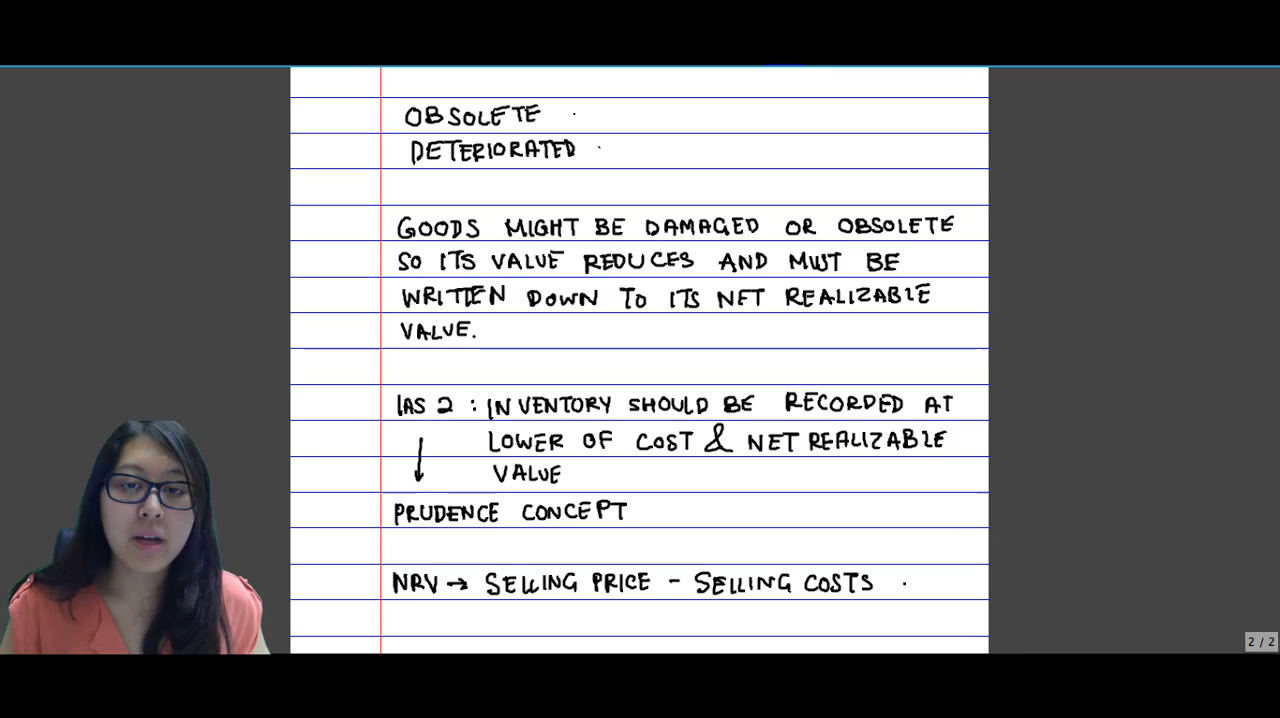 OBSOLETE
DETERIORATED
GOODS MIGHT BE DAMAGED OR OBSOLETE
SO ITS VALUE REDUCES AND MUST BE
WRITTEN DOWN TO ITS NET REALIZABLE
VALUE.
IAS 2 : INVENTORY SHOULD BE RECORDED AT
LOWER OF COST & NET REALIZABLE
VALUE
↓
PRUDENCE CONCEPT
NRV → SELLING PRICE - SELLING COSTS
2 / 2